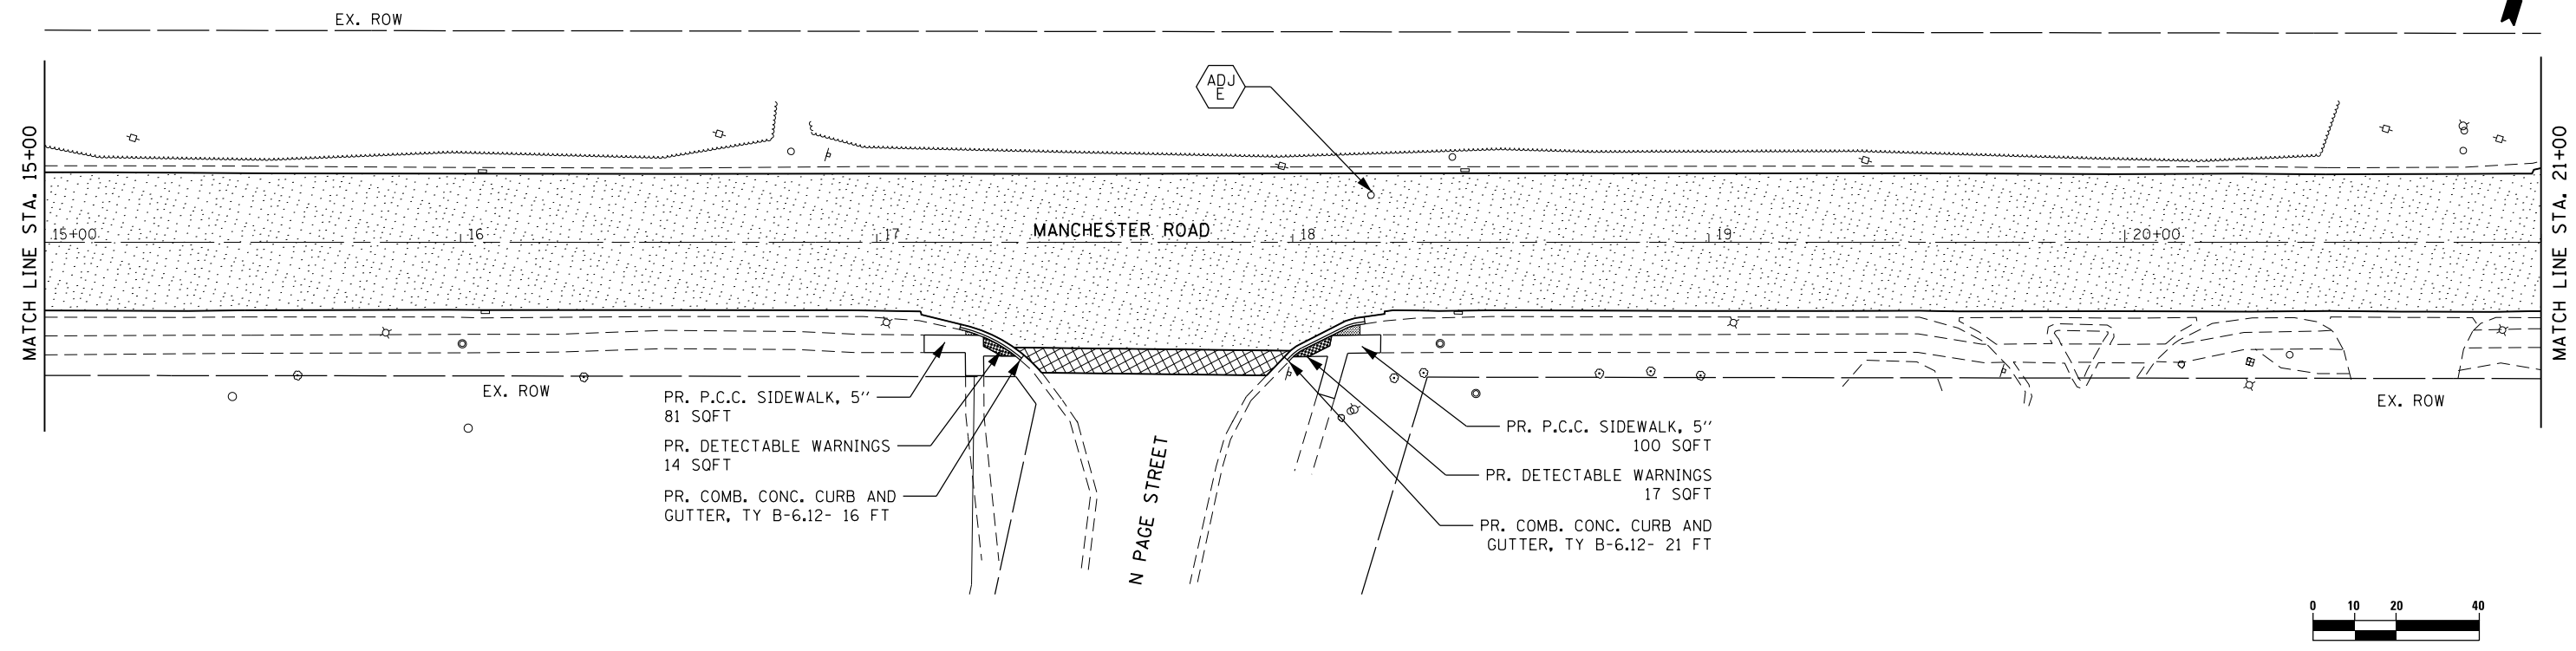 EX. ROW
ADJ
E
MATCH LINE STA. 15+00
MATCH LINE STA. 21+00
MANCHESTER ROAD
15+00
16
17
18
19
20+00
EX. ROW
EX. ROW
PR. P.C.C. SIDEWALK, 5''
81 SQFT
PR. DETECTABLE WARNINGS
14 SQFT
PR. COMB. CONC. CURB AND
GUTTER, TY B-6.12- 16 FT
N PAGE STREET
PR. P.C.C. SIDEWALK, 5''
100 SQFT
PR. DETECTABLE WARNINGS
17 SQFT
PR. COMB. CONC. CURB AND
GUTTER, TY B-6.12- 21 FT
0 10 20 40